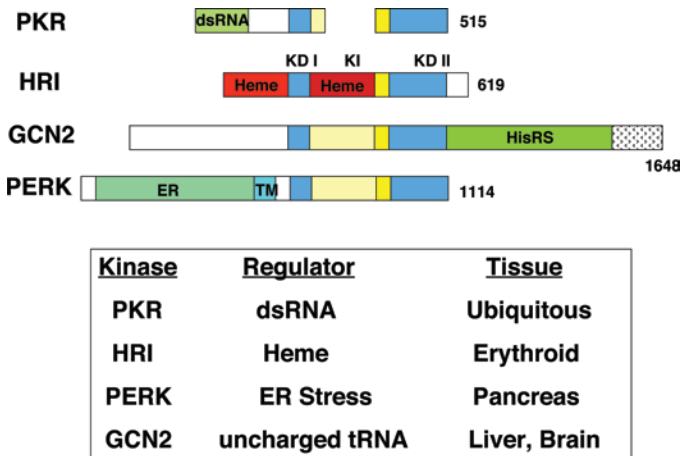 PKR dsRNA 515
KD I KI KD II
HRI Heme Heme 619
GCN2 HisRS
1648
PERK ER TM 1114
Kinase Regulator Tissue
PKR dsRNA Ubiquitous
HRI Heme Erythroid
PERK ER Stress Pancreas
GCN2 uncharged tRNA Liver, Brain